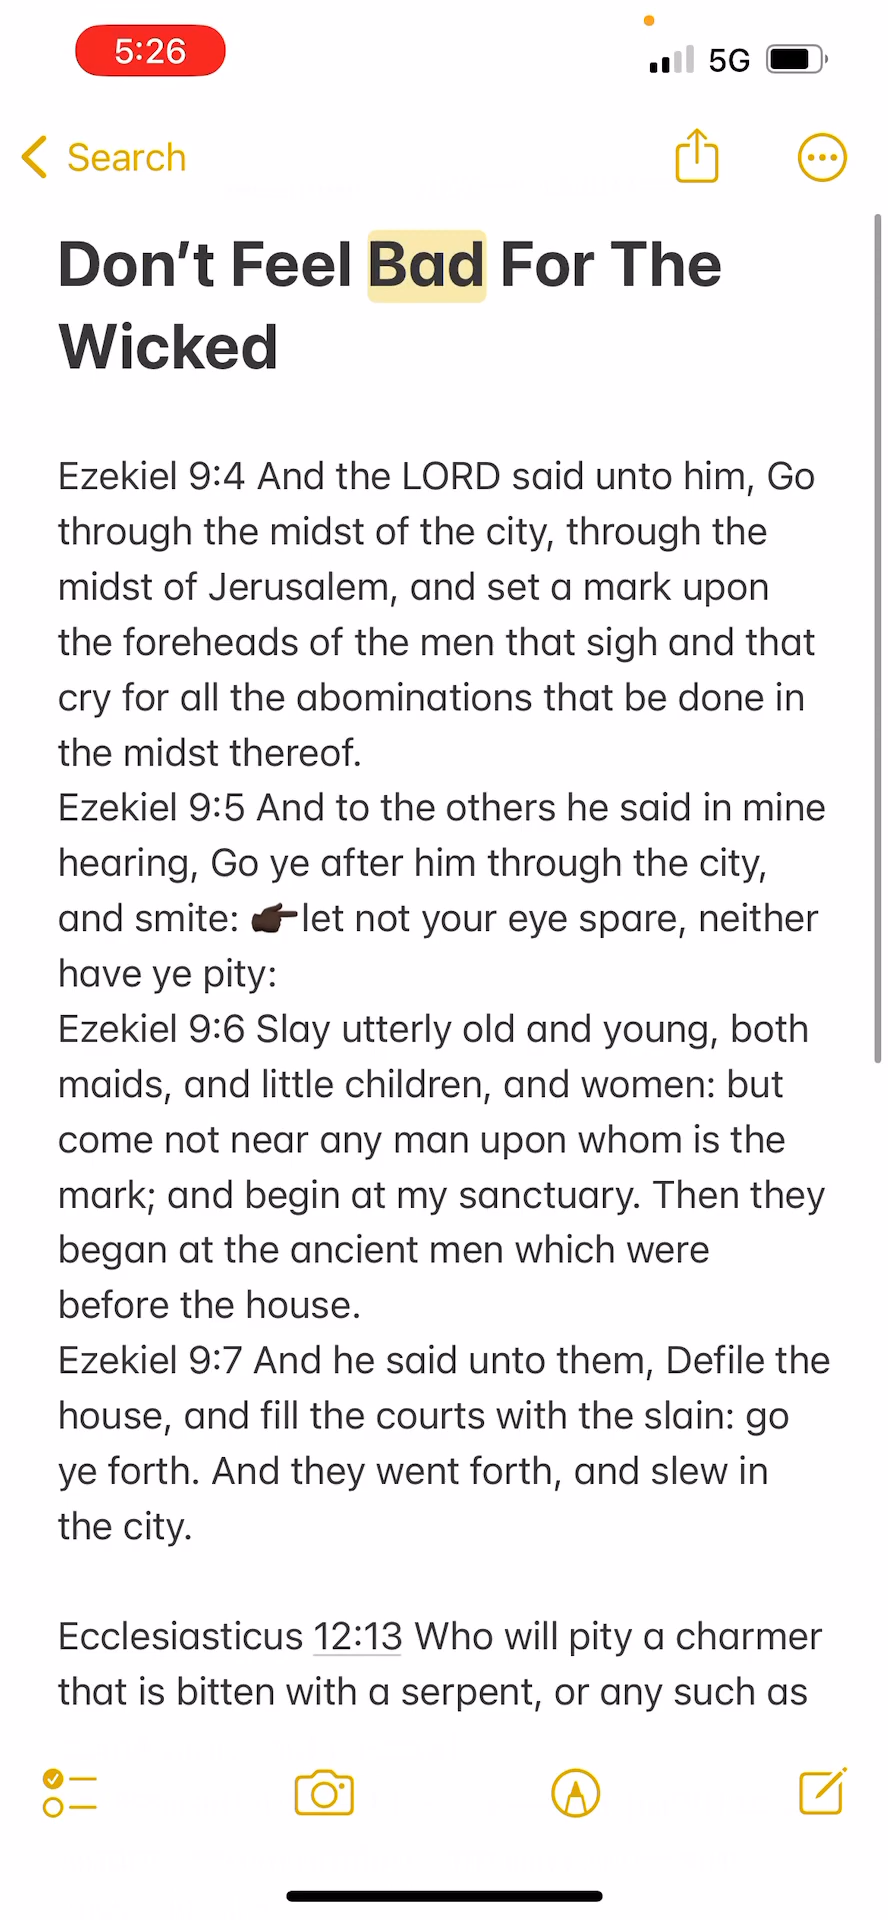 5:26
5G
Search
Don't Feel Bad For The
Wicked
Ezekiel 9:4 And the LORD said unto him, Go
through the midst of the city, through the
midst of Jerusalem, and set a mark upon
the foreheads of the men that sigh and that
cry for all the abominations that be done in
the midst thereof.
Ezekiel 9:5 And to the others he said in mine
hearing, Go ye after him through the city,
and smite: 👉🏿let not your eye spare, neither
have ye pity:
Ezekiel 9:6 Slay utterly old and young, both
maids, and little children, and women: but
come not near any man upon whom is the
mark; and begin at my sanctuary. Then they
began at the ancient men which were
before the house.
Ezekiel 9:7 And he said unto them, Defile the
house, and fill the courts with the slain: go
ye forth. And they went forth, and slew in
the city.
Ecclesiasticus 12:13 Who will pity a charmer
that is bitten with a serpent, or any such as